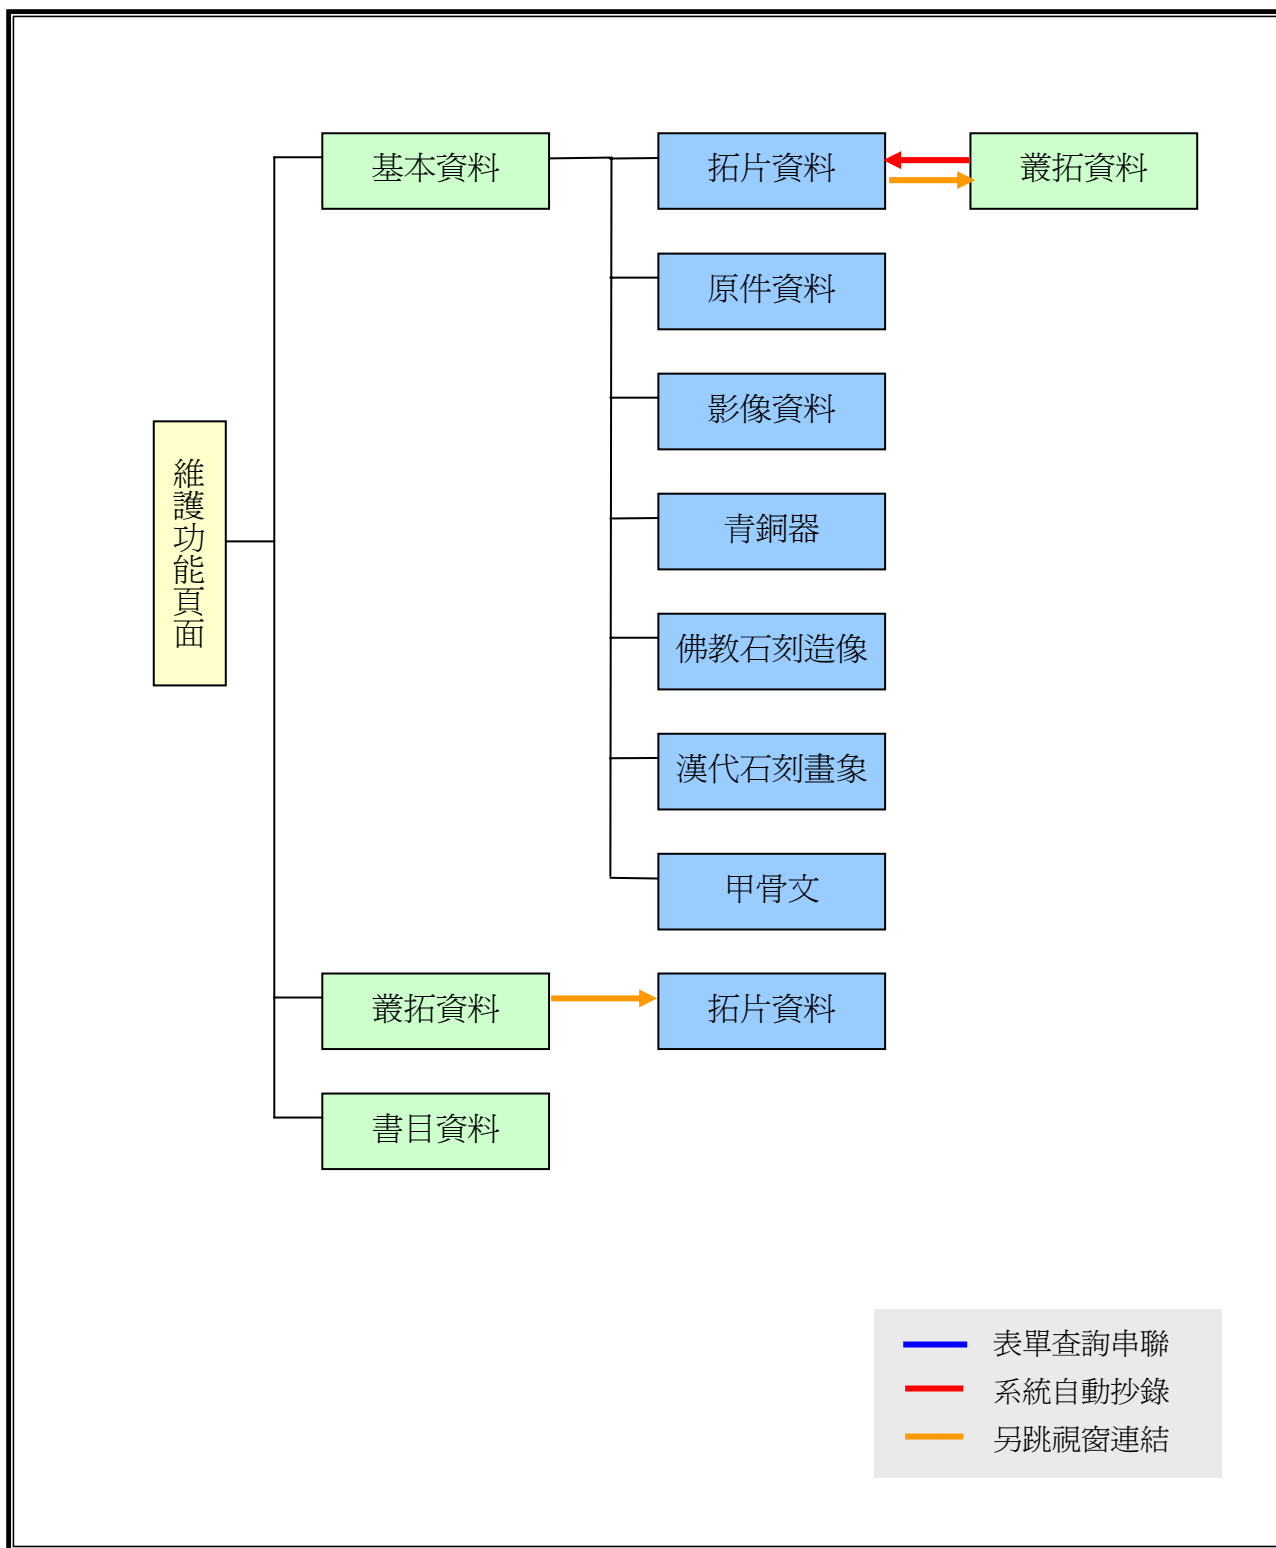 基本資料
拓片資料
叢拓資料
原件資料
影像資料
青銅器
佛教石刻造像
漢代石刻畫象
甲骨文
維護功能頁面
叢拓資料
拓片資料
書目資料
表單查詢串聯
系統自動抄錄
另跳視窗連結